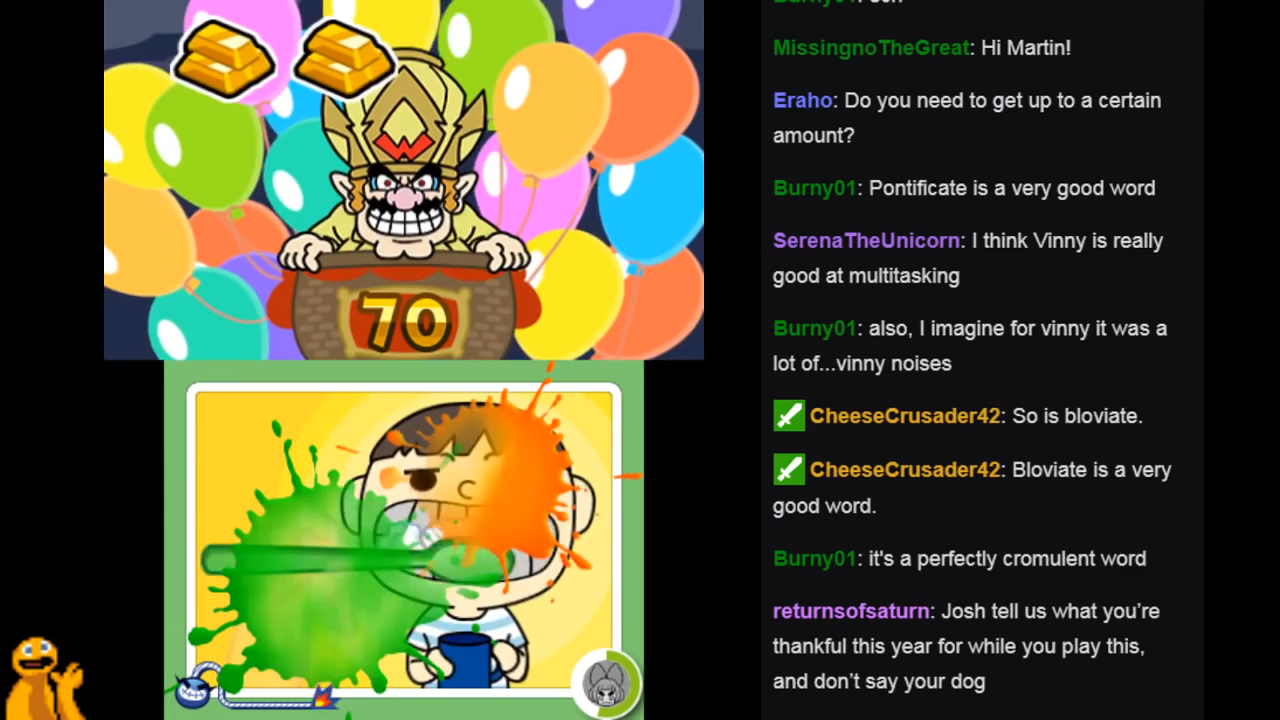 70
MissingnoTheGreat: Hi Martin!
Eraho: Do you need to get up to a certain
amount?
Burny01: Pontificate is a very good word
SerenaTheUnicorn: I think Vinny is really
good at multitasking
Burny01: also, I imagine for vinny it was a
lot of...vinny noises
CheeseCrusader42: So is bloviate.
CheeseCrusader42: Bloviate is a very
good word.
Burny01: it's a perfectly cromulent word
returnsofsaturn: Josh tell us what you're
thankful this year for while you play this,
and don't say your dog